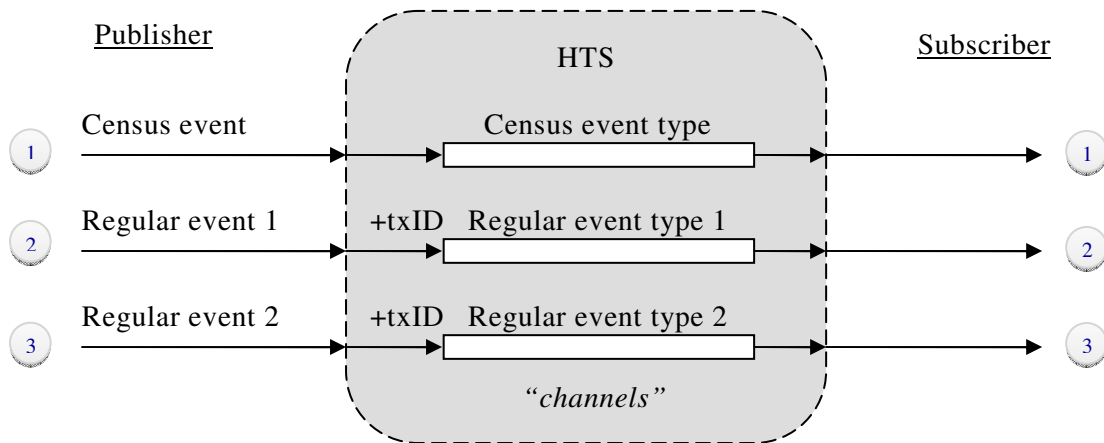 Publisher
HTS
Subscriber
Census event
Census event type
1
1
Regular event 1
+txID
Regular event type 1
2
2
Regular event 2
+txID
Regular event type 2
3
3
“channels”